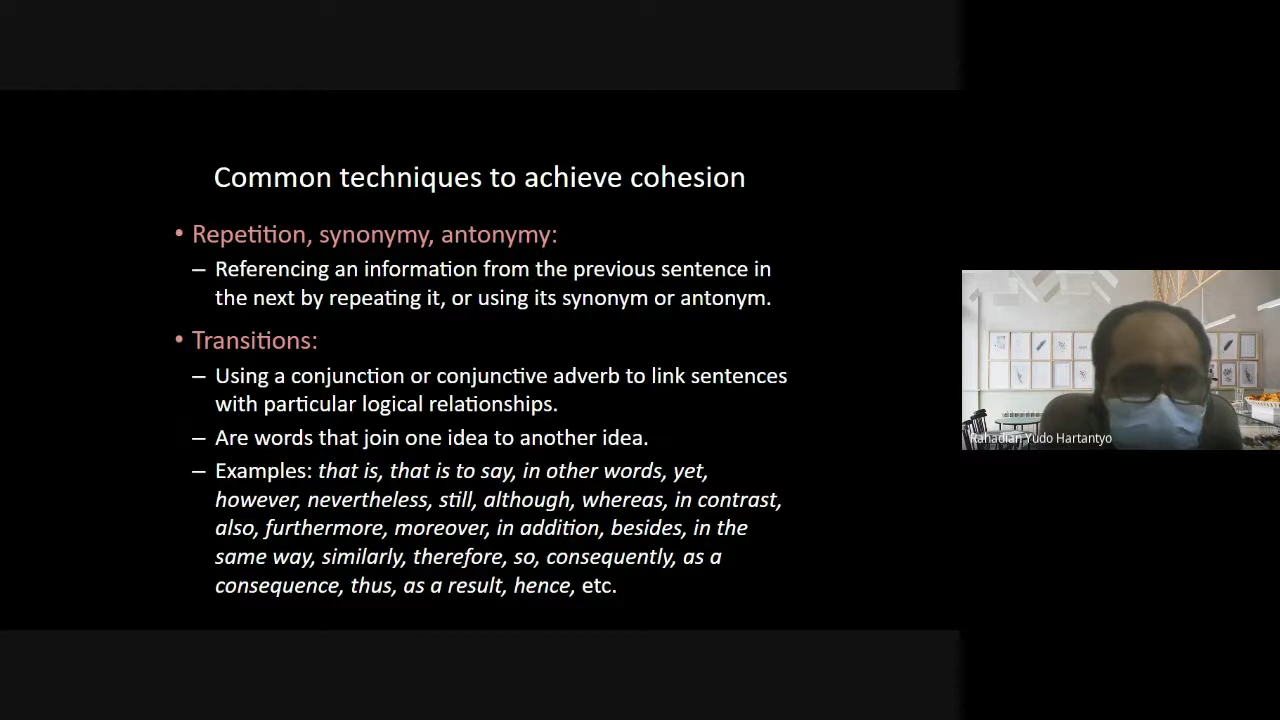 Common techniques to achieve cohesion
• Repetition, synonymy, antonymy:
– Referencing an information from the previous sentence in
the next by repeating it, or using its synonym or antonym.
• Transitions:
– Using a conjunction or conjunctive adverb to link sentences
with particular logical relationships.
– Are words that join one idea to another idea.
– Examples: that is, that is to say, in other words, yet,
however, nevertheless, still, although, whereas, in contrast,
also, furthermore, moreover, in addition, besides, in the
same way, similarly, therefore, so, consequently, as a
consequence, thus, as a result, hence, etc.
Rahadian Yudo Hartantyo